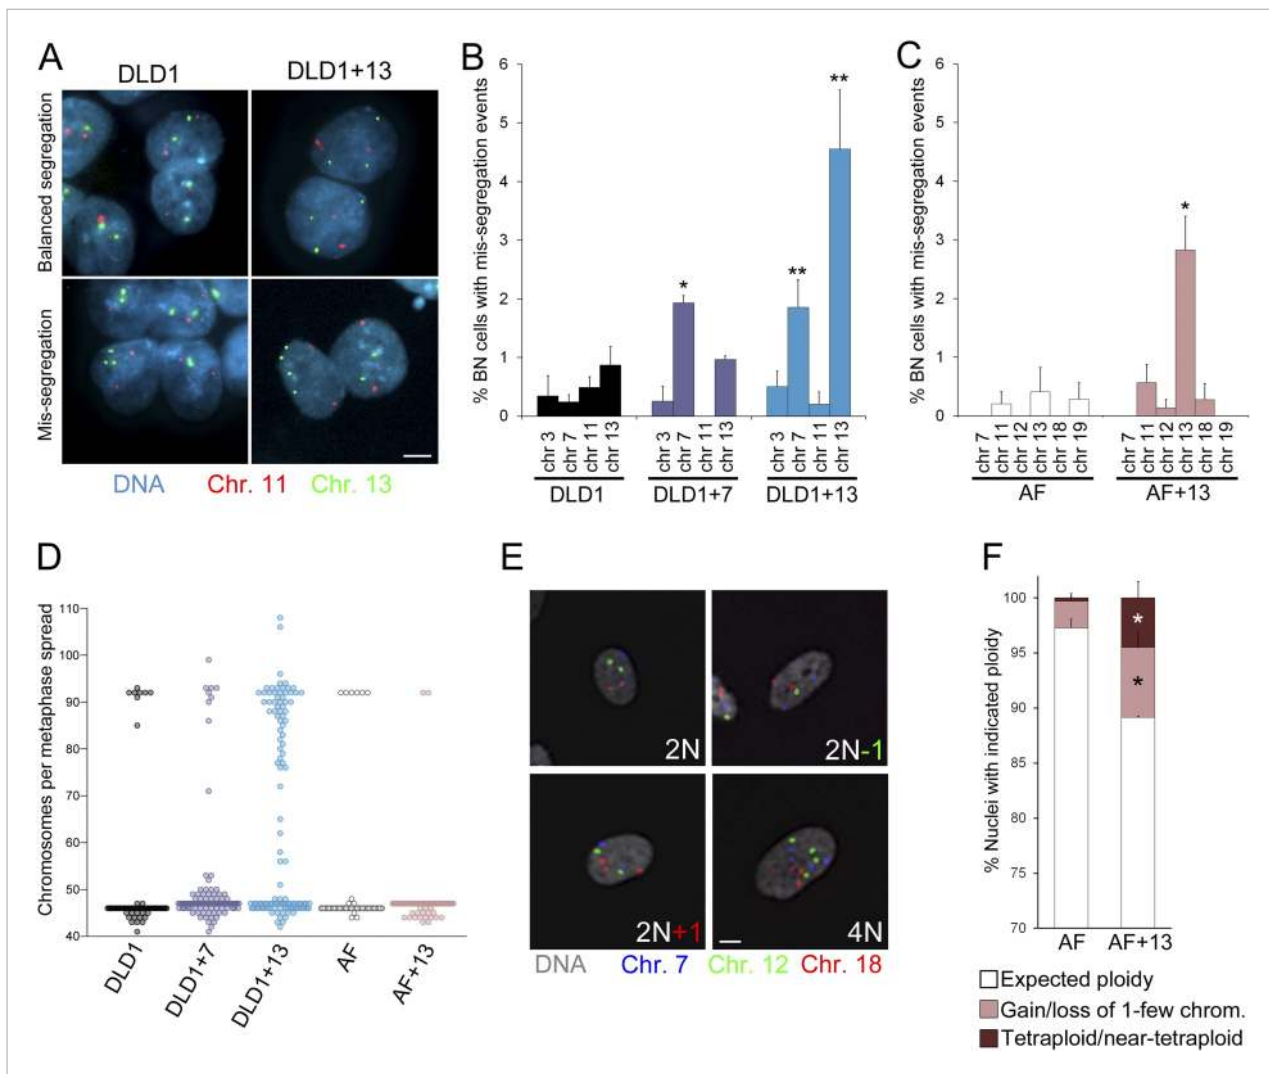 A
DLD1
DLD1+13
Balanced segregation
Mis-segregation
DNA
Chr. 11
Chr. 13
B
% BN cells with mis-segregation events
6
5
4
3
2
1
0
*
**
**
chr 3
chr 7
chr 11
chr 13
chr 3
chr 7
chr 11
chr 13
chr 3
chr 7
chr 11
chr 13
DLD1
DLD1+7
DLD1+13
C
% BN cells with mis-segregation events
6
5
4
3
2
1
0
*
chr 7
chr 11
chr 12
chr 13
chr 18
chr 19
chr 7
chr 11
chr 12
chr 13
chr 18
chr 19
AF
AF+13
D
Chromosomes per metaphase spread
110
100
90
80
70
60
50
40
DLD1
DLD1+7
DLD1+13
AF
AF+13
E
2N
2N-1
2N+1
4N
DNA
Chr. 7
Chr. 12
Chr. 18
F
% Nuclei with indicated ploidy
100
95
90
85
80
75
70
*
*
AF
AF+13
Expected ploidy
Gain/loss of 1-few chrom.
Tetraploid/near-tetraploid